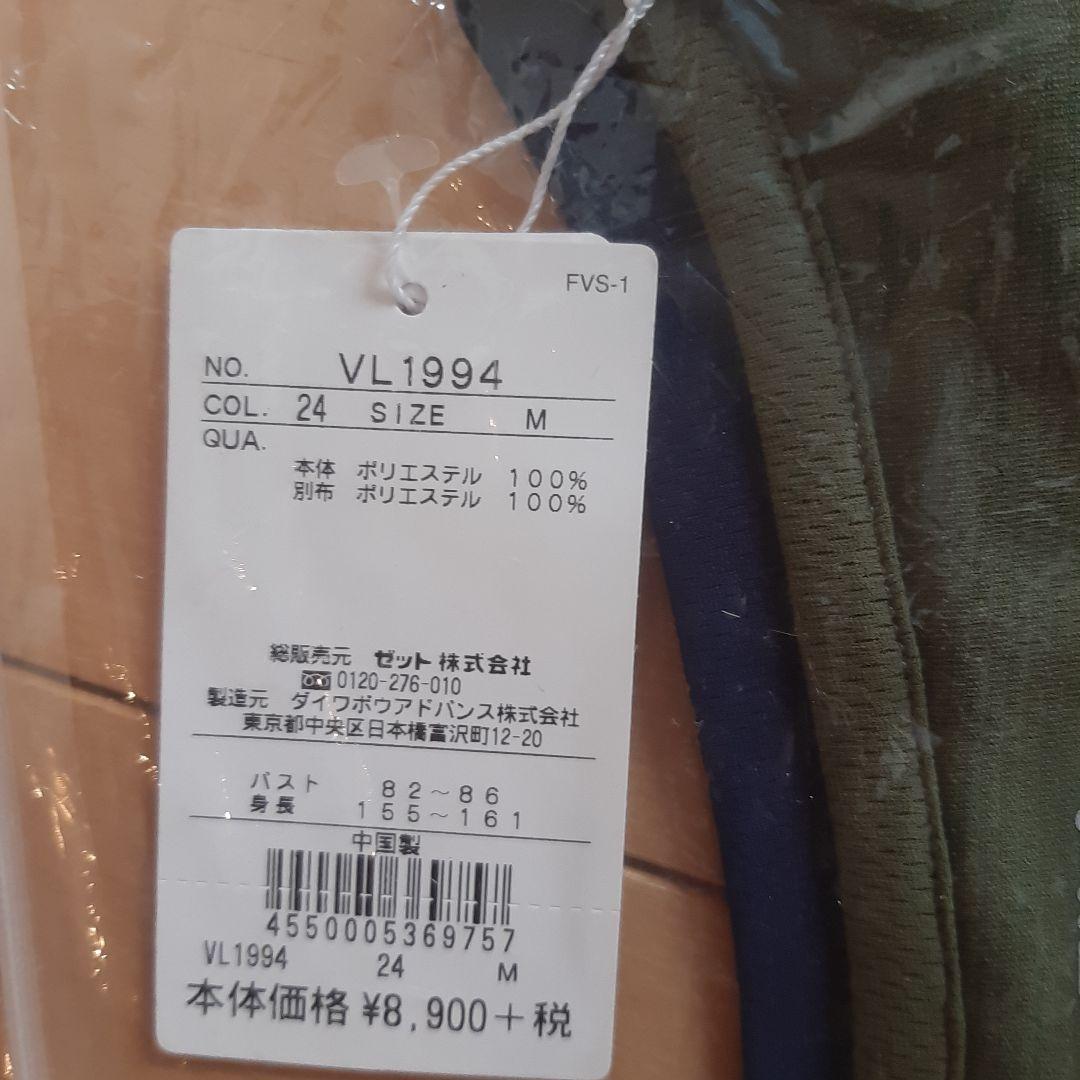 FVS-1
NO. VL1994
COL. 24 SIZE M
QUA.
本体 ポリエステル 100%
別布 ポリエステル 100%
総販売元 ゼット株式会社
0120-276-010
製造元 ダイワボウアドバンス株式会社
東京都中央区日本橋富沢町12-20
バスト 82~86
身長 155~161
中国製
4550005369757
VL1994 24 M
本体価格 ¥8,900+税